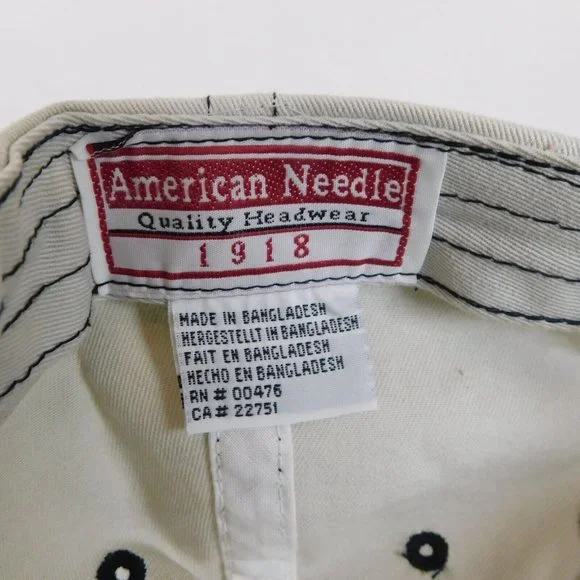 American Needle
Quality Headwear
1918
MADE IN BANGLADESH
HERGESTELLT IN BANGLADESH
FAIT EN BANGLADESH
HECHO EN BANGLADESH
RN # 00476
CA # 22751